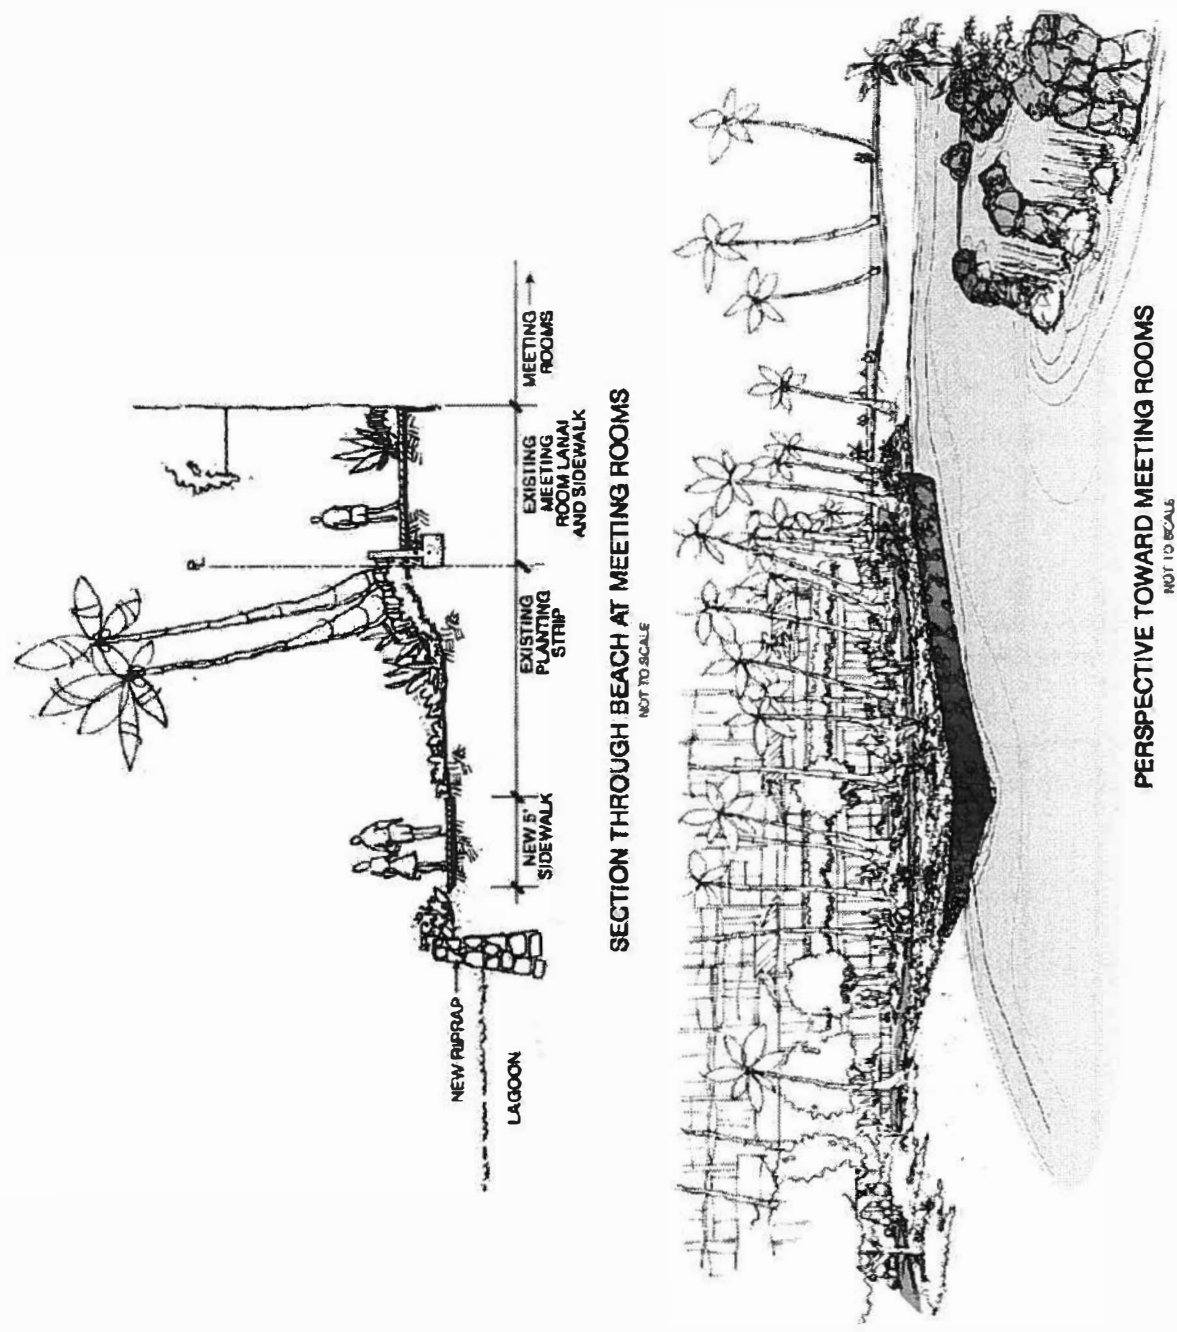 NEW RIPRAP
LAGOON
NEW 5'
SIDEWALK
EXISTING
PLANTING
STRIP
EXISTING
MEETING
ROOM LANAI
AND SIDEWALK
MEETING
ROOMS
SECTION THROUGH BEACH AT MEETING ROOMS
NOT TO SCALE
PERSPECTIVE TOWARD MEETING ROOMS
NOT TO SCALE